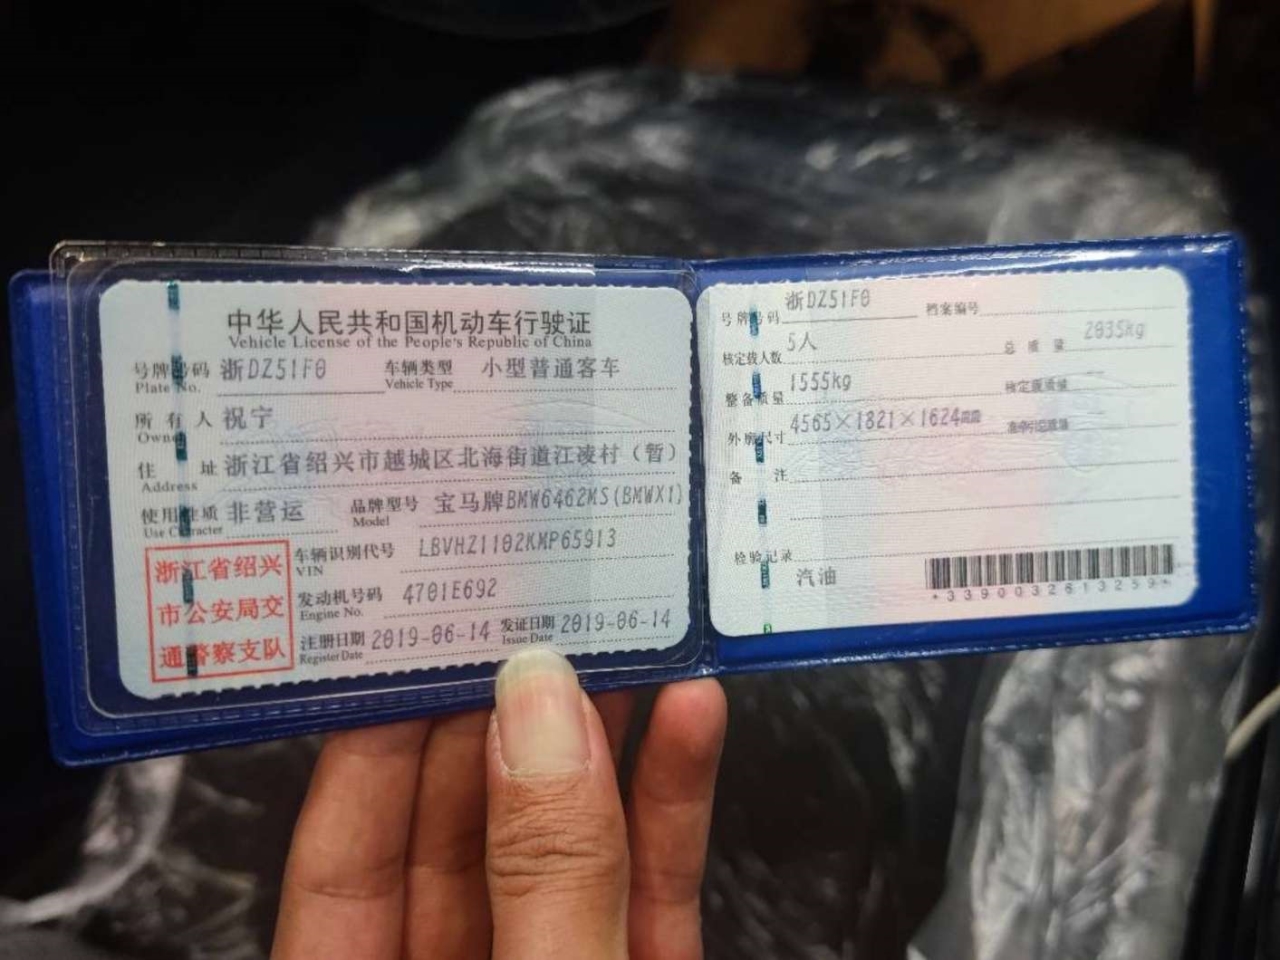 中华人民共和国机动车行驶证
Vehicle License of the People's Republic of China
号牌号码 浙DZ51F0 车辆类型 小型普通客车
Plate No. Vehicle Type
所有人 祝宁
Owner
住址 浙江省绍兴市越城区北海街道江凌村（暂）
Address
使用性质 非营运 品牌型号 宝马牌BMW6462MS(BMWX1)
Use Character Model
浙江省绍兴
市公安局交
通警察支队
车辆识别代号 LBVHZ1102KMP65913
VIN
发动机号码 4701E692
Engine No.
注册日期 2019-06-14 发证日期 2019-06-14
Register Date Issue Date
号牌号码 浙DZ51F0 档案编号
核定载人数 5人 总质量 2035kg
整备质量 1555kg 核定载质量 --
外廓尺寸 4565×1821×1624mm 准牵引总质量 --
备注
检验记录
汽油
*3390032613259*